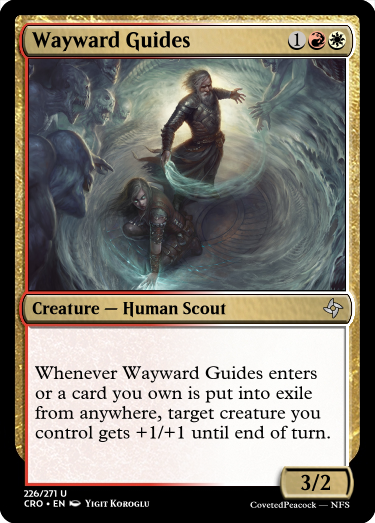 Wayward Guides 1
Creature — Human Scout
Whenever Wayward Guides enters
or a card you own is put into exile
from anywhere, target creature you
control gets +1/+1 until end of turn.
3/2
226/271 U
CRO • EN YIGIT KOROGLU
CovetedPeacock — NFS